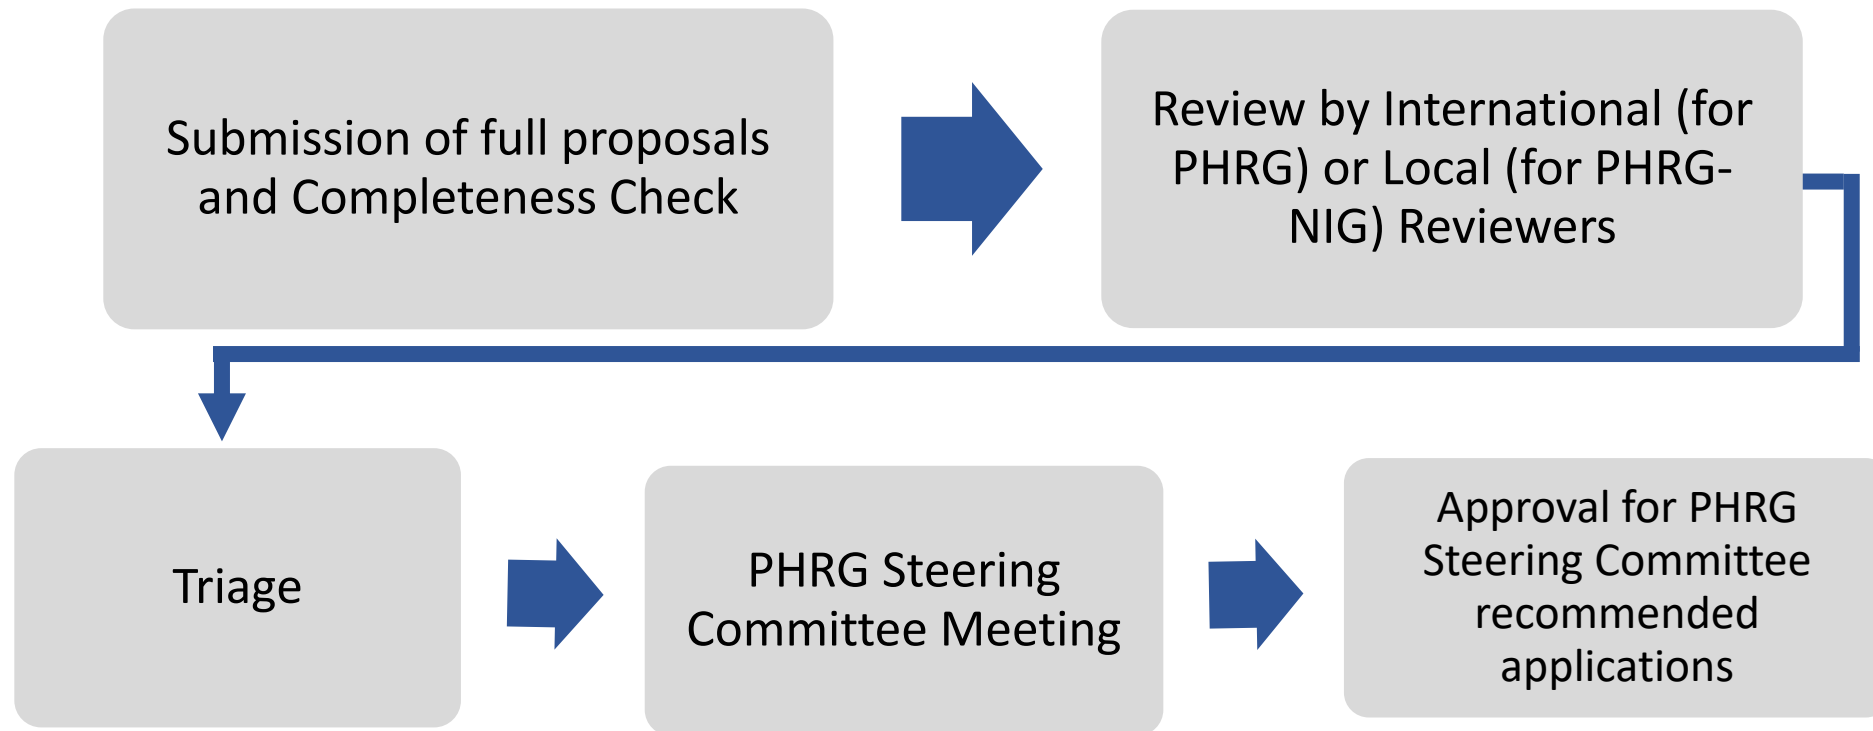 Submission of full proposals
and Completeness Check
Review by International (for
PHRG) or Local (for PHRG-
NIG) Reviewers
Triage
PHRG Steering
Committee Meeting
Approval for PHRG
Steering Committee
recommended
applications